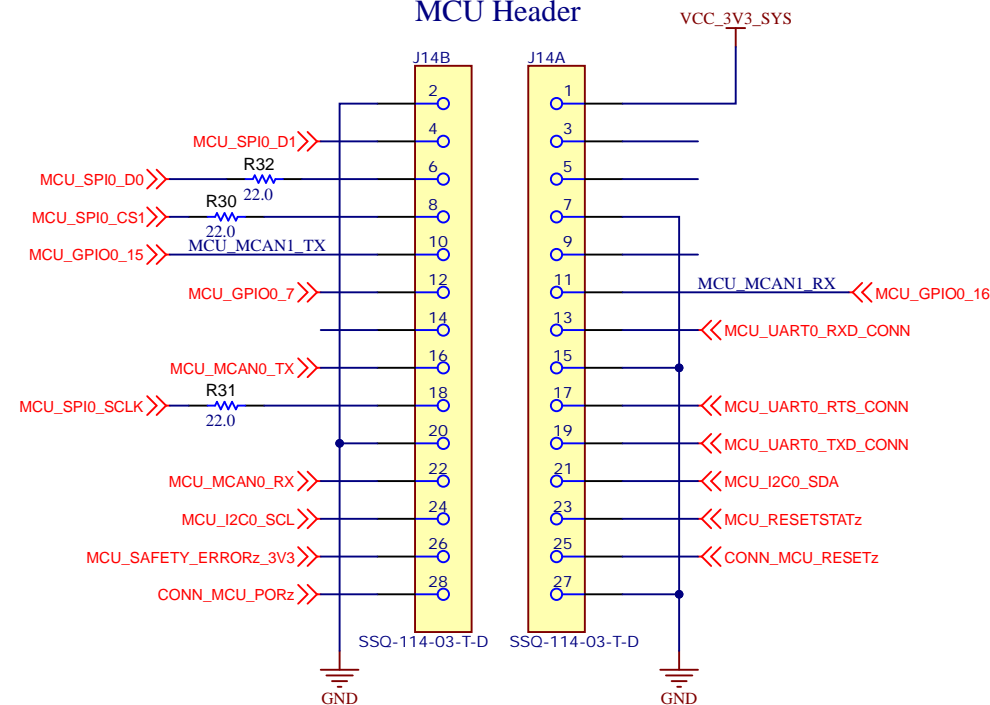 MCU Header
VCC_3V3_SYS
J14B
J14A
2
1
MCU_SPI0_D1
4
3
MCU_SPI0_D0
R32
22.0
6
5
MCU_SPI0_CS1
R30
22.0
8
7
MCU_GPIO0_15
MCU_MCAN1_TX
10
9
MCU_GPIO0_7
12
11
MCU_MCAN1_RX
MCU_GPIO0_16
14
13
MCU_UART0_RXD_CONN
MCU_MCAN0_TX
16
15
MCU_SPI0_SCLK
R31
22.0
18
17
MCU_UART0_RTS_CONN
20
19
MCU_UART0_TXD_CONN
MCU_MCAN0_RX
22
21
MCU_I2C0_SDA
MCU_I2C0_SCL
24
23
MCU_RESETSTATz
MCU_SAFETY_ERRORz_3V3
26
25
CONN_MCU_RESETz
CONN_MCU_PORz
28
27
SSQ-114-03-T-D
SSQ-114-03-T-D
GND
GND